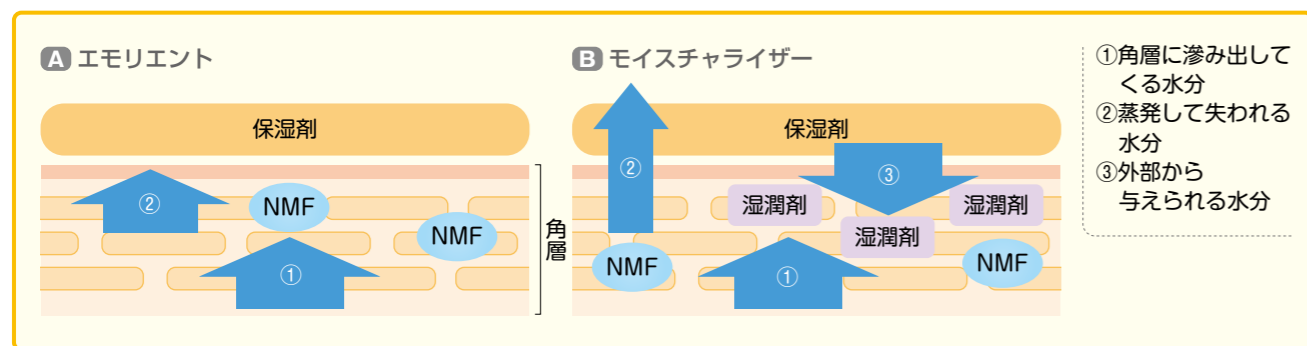 A エモリエント
保湿剤
②
NMF
NMF
①
角層
B モイスチャライザー
保湿剤
②
③
湿潤剤
湿潤剤
湿潤剤
NMF
①
NMF
①角層に滲み出して
くる水分
②蒸発して失われる
水分
③外部から
与えられる水分